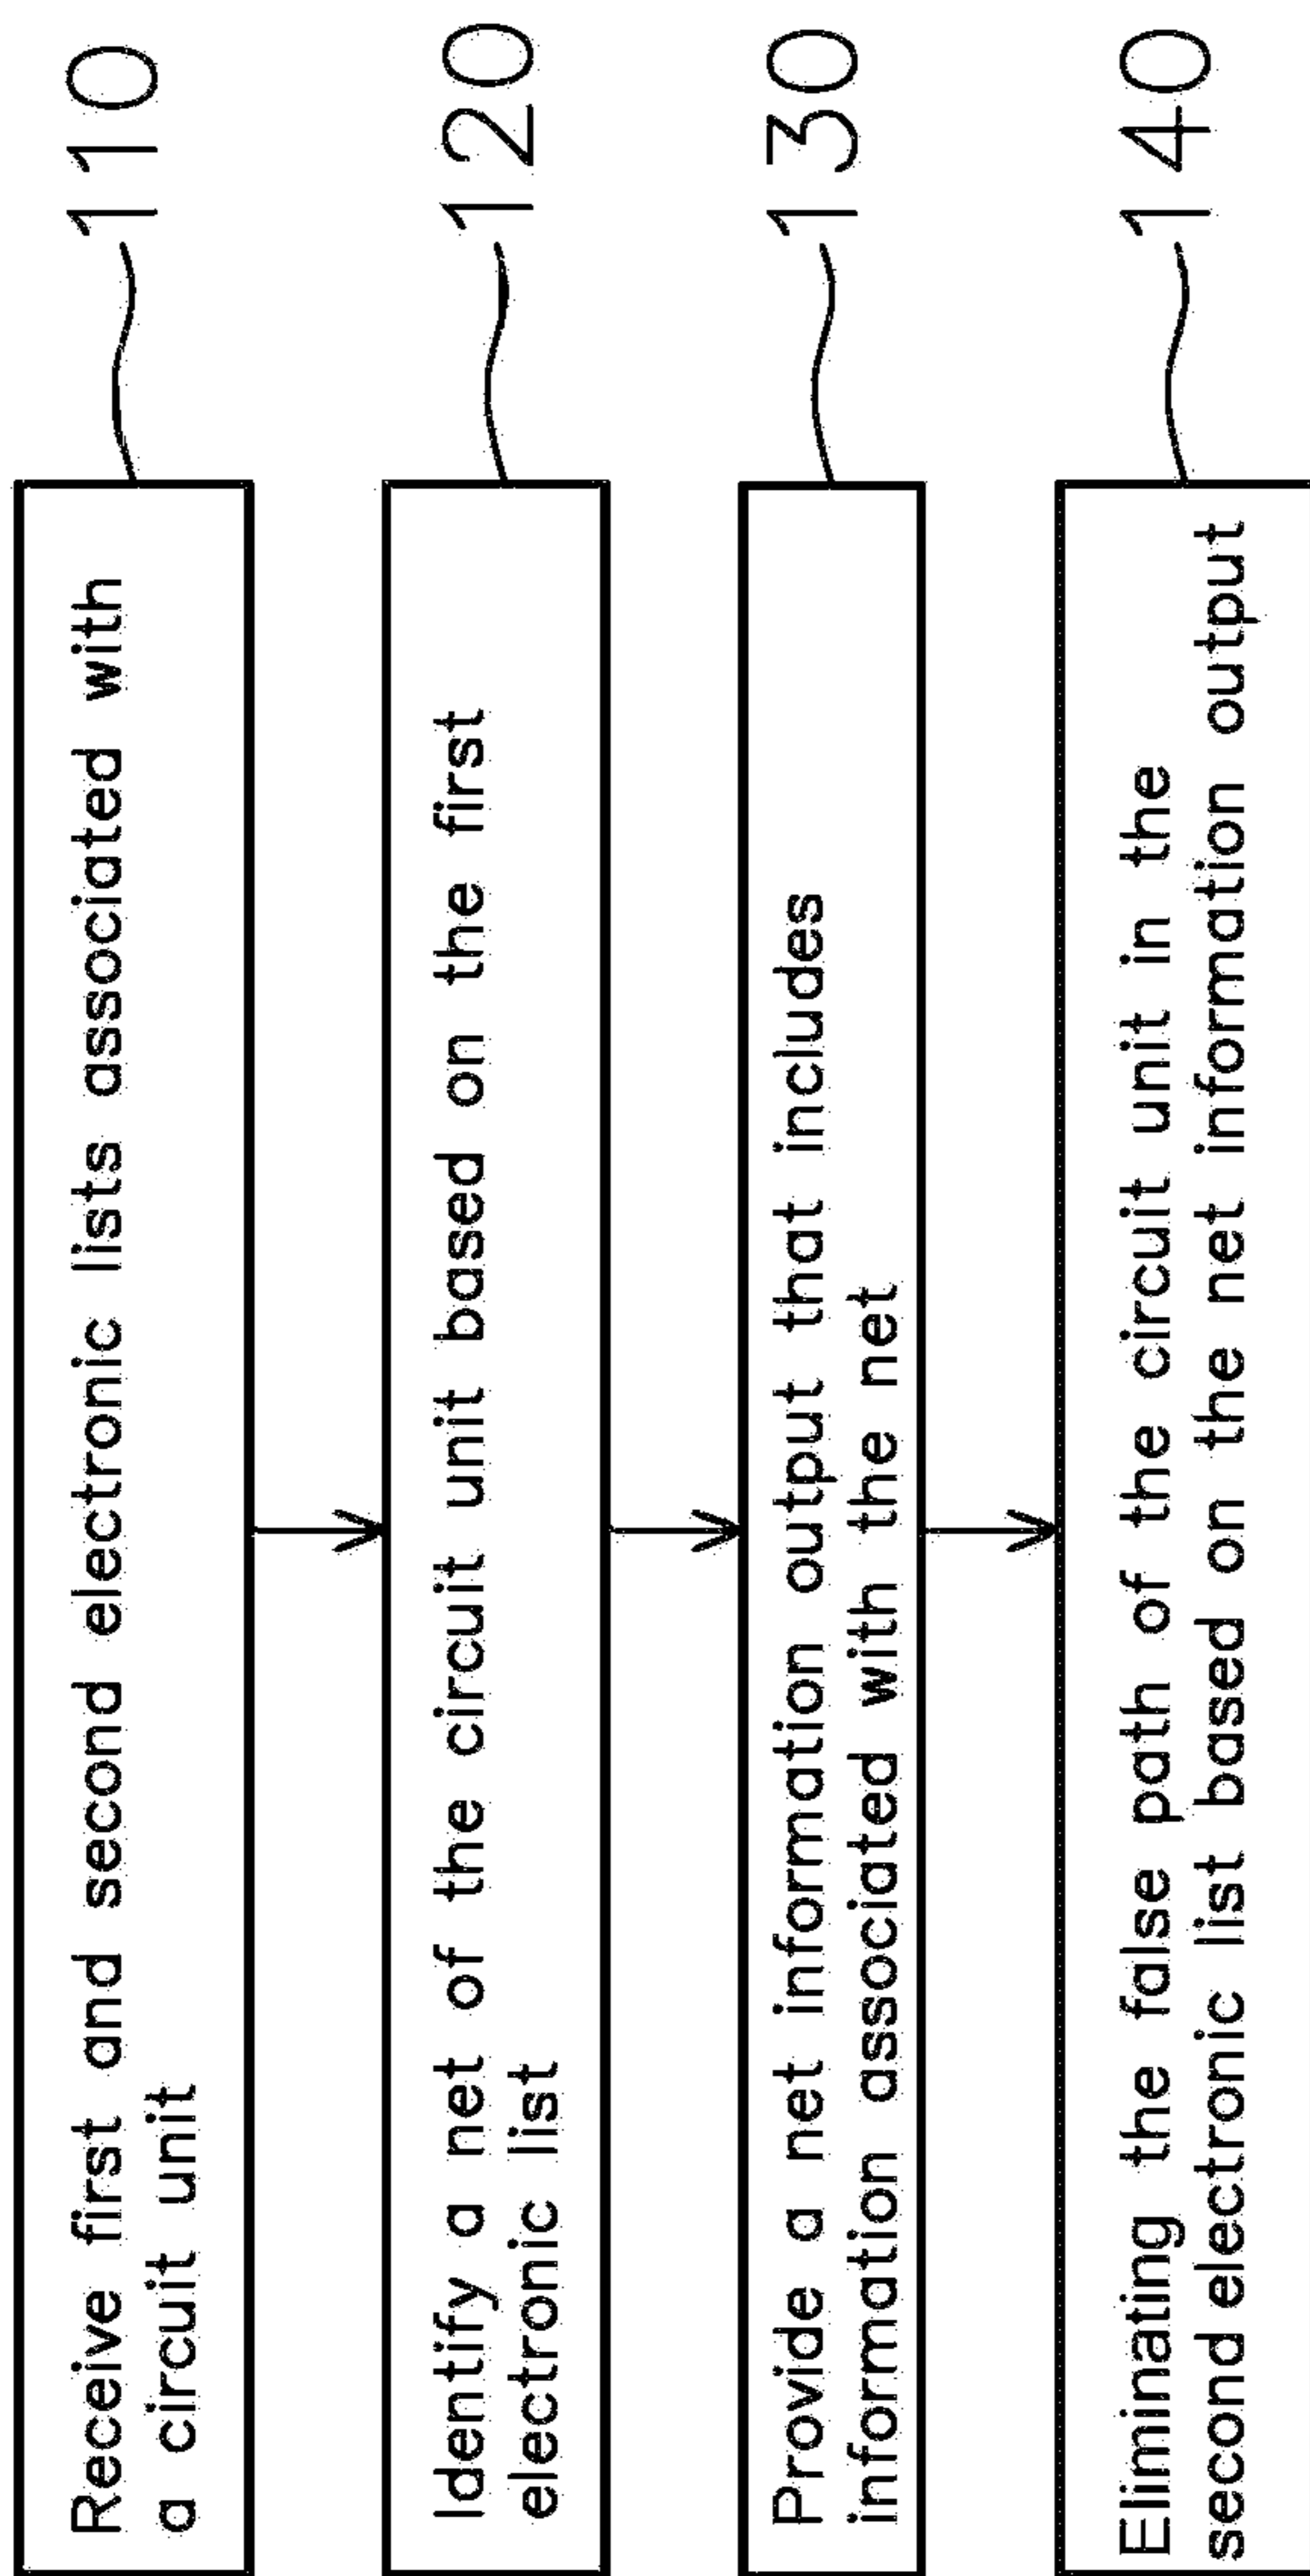 Receive first and second electronic lists associated with
a circuit unit
110
Identify a net of the circuit unit based on the first
electronic list
120
Provide a net information output that includes
information associated with the net
130
Eliminating the false path of the circuit unit in the
second electronic list based on the net information output
140